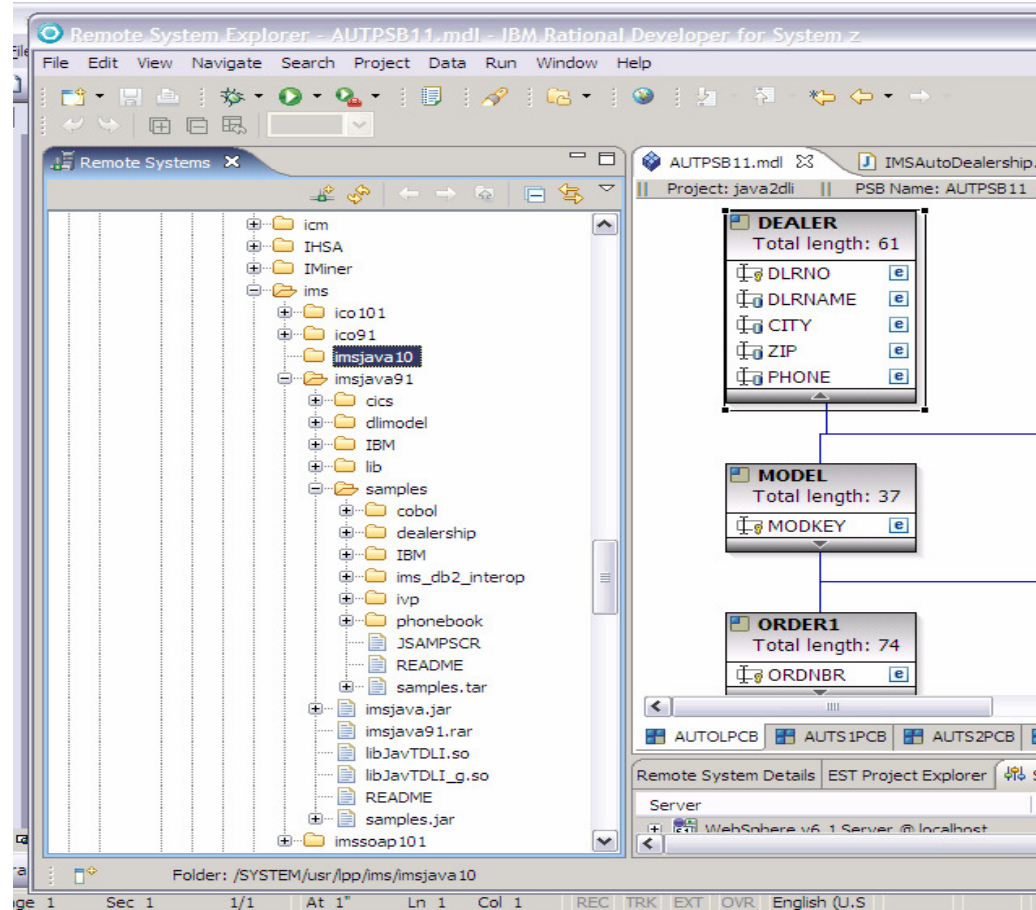 Remote System Explorer - AUTPSB11.mdl - IBM Rational Developer for System z
File Edit View Navigate Search Project Data Run Window Help
Remote Systems
AUTPSB11.mdl
IMSAutoDealership.
Project: java2dli || PSB Name: AUTPSB11
icm
IHSA
IMiner
ims
ico101
ico91
imsjava10
imsjava91
cics
dlimodel
IBM
lib
samples
cobol
dealership
IBM
ims_db2_interop
ivp
phonebook
JSAMPSCR
README
samples.tar
imsjava.jar
imsjava91.rar
libJavTDLI.so
libJavTDLI_g.so
README
samples.jar
imssoap101
DEALER
Total length: 61
DLRNO
DLRNAME
CITY
ZIP
PHONE
MODEL
Total length: 37
MODKEY
ORDER1
Total length: 74
ORDNBR
AUTOLPCB AUTS1PCB AUTS2PCB
Remote System Details EST Project Explorer S
Server
WebSphere v6.1 Server @ localhost
Folder: /SYSTEM/usr/lpp/ims/imsjava10
ge 1 Sec 1 1/1 At 1" Ln 1 Col 1 REC TRK EXT OVR English (U.S